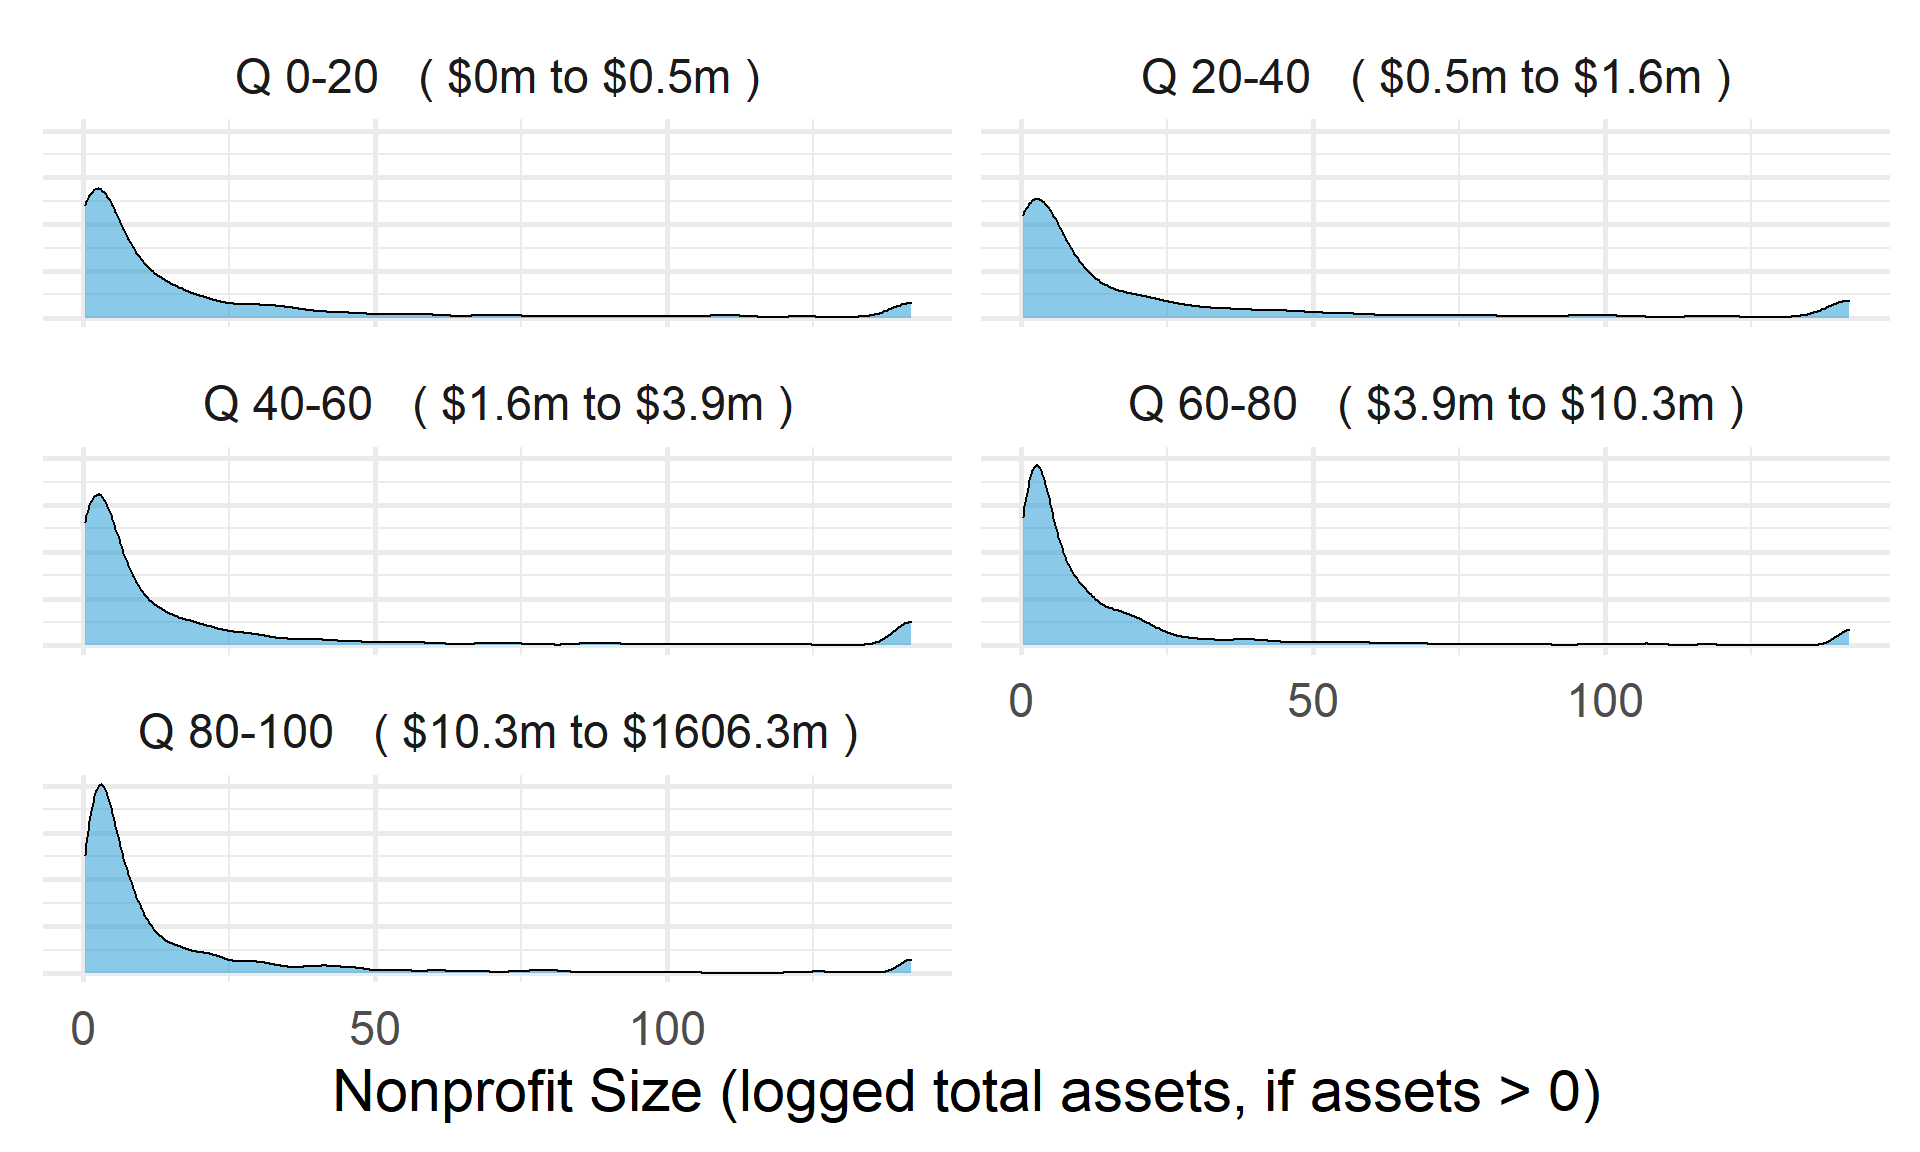 Q 0-20 ( $0m to $0.5m )
Q 20-40 ( $0.5m to $1.6m )
Q 40-60 ( $1.6m to $3.9m )
Q 60-80 ( $3.9m to $10.3m )
0 50 100
Q 80-100 ( $10.3m to $1606.3m )
0 50 100
Nonprofit Size (logged total assets, if assets > 0)